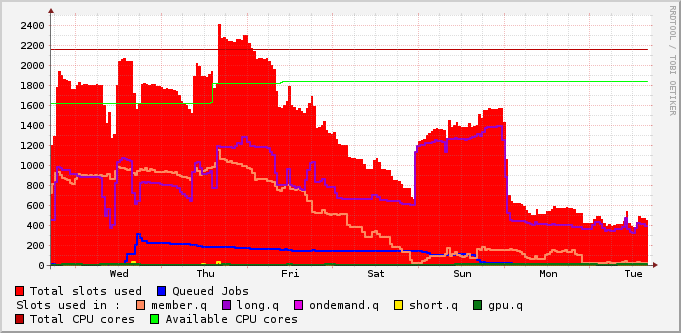 RRDTOOL / TOBI OETIKER
2400
2200
2000
1800
1600
1400
1200
1000
800
600
400
200
0
Wed Thu Fri Sat Sun Mon Tue
Total slots used Queued Jobs
Slots used in : member.q long.q ondemand.q short.q gpu.q
Total CPU cores Available CPU cores